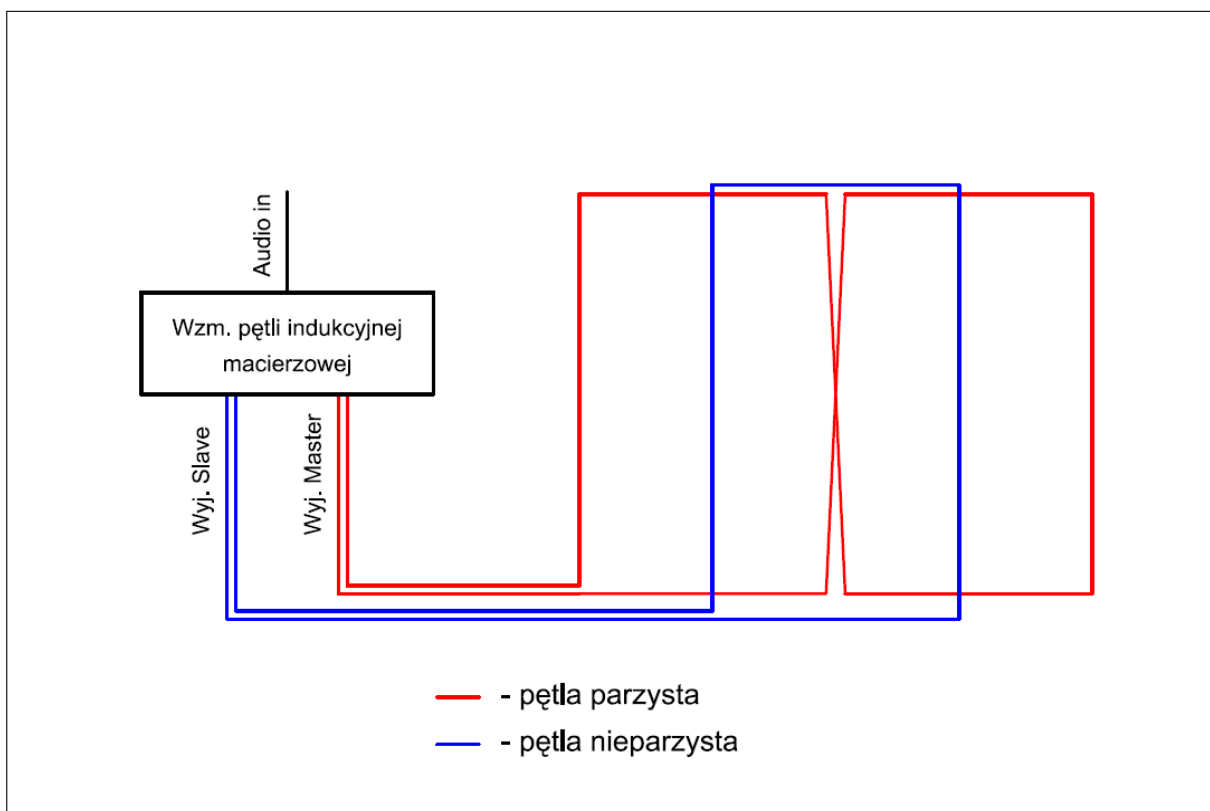 Audio in
Wzm. pętli indukcyjnej
macierzowej
Wyj. Slave
Wyj. Master
- pętla parzysta
- pętla nieparzysta